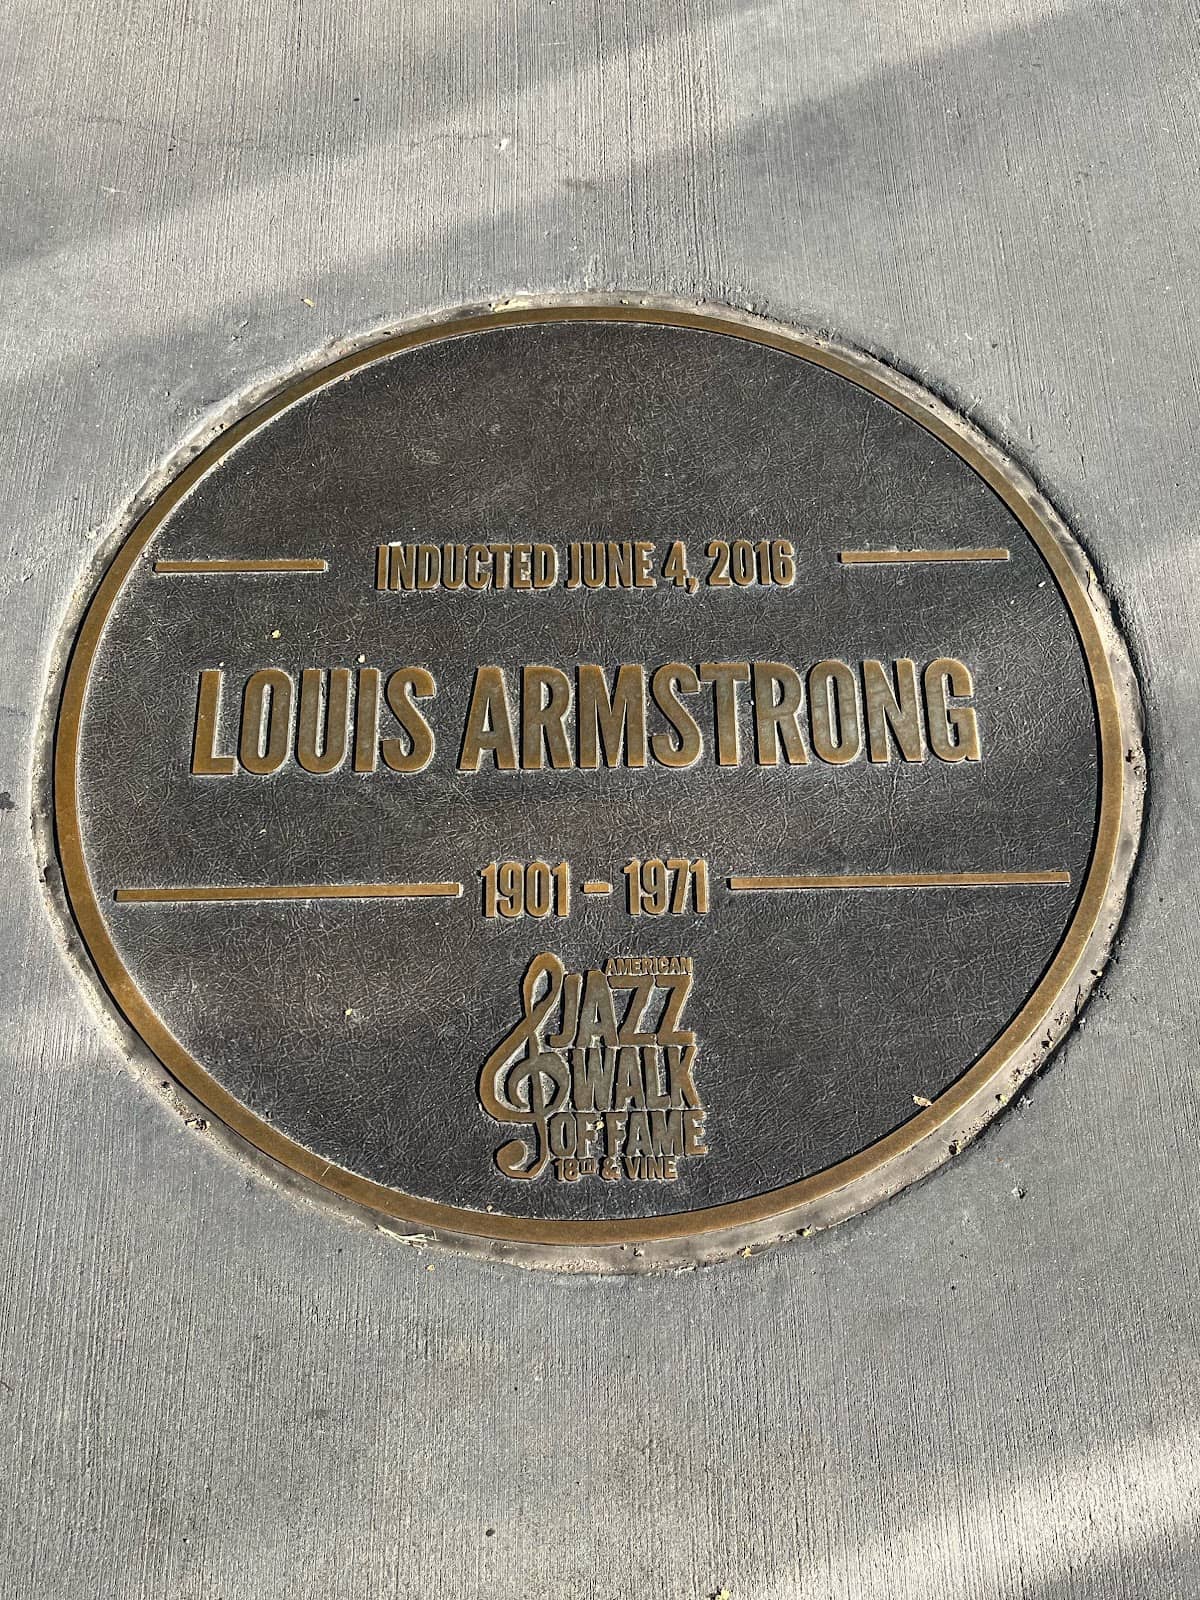 INDUCTED JUNE 4, 2016
LOUIS ARMSTRONG
1901 – 1971
AMERICAN
JAZZ
WALK
OF FAME
18TH & VINE